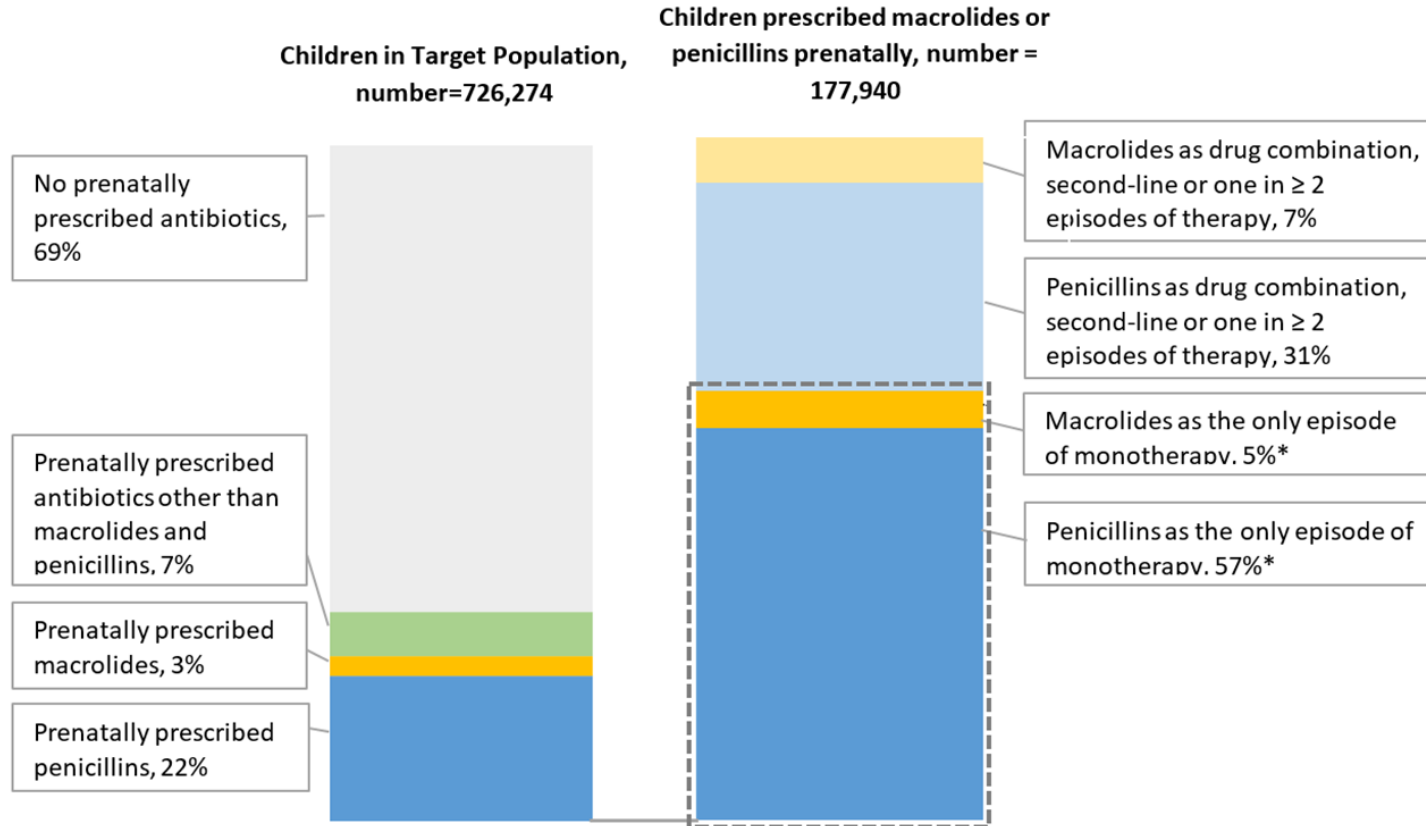 Children in Target Population,
number=726,274
Children prescribed macrolides or
penicillins prenatally, number =
177,940
No prenatally
prescribed antibiotics,
69%
Prenatally prescribed
antibiotics other than
macrolides and
penicillins, 7%
Prenatally prescribed
macrolides, 3%
Prenatally prescribed
penicillins, 22%
Macrolides as drug combination,
second-line or one in ≥ 2
episodes of therapy, 7%
Penicillins as drug combination,
second-line or one in ≥ 2
episodes of therapy, 31%
Macrolides as the only episode
of monotherapy, 5%*
Penicillins as the only episode of
monotherapy, 57%*